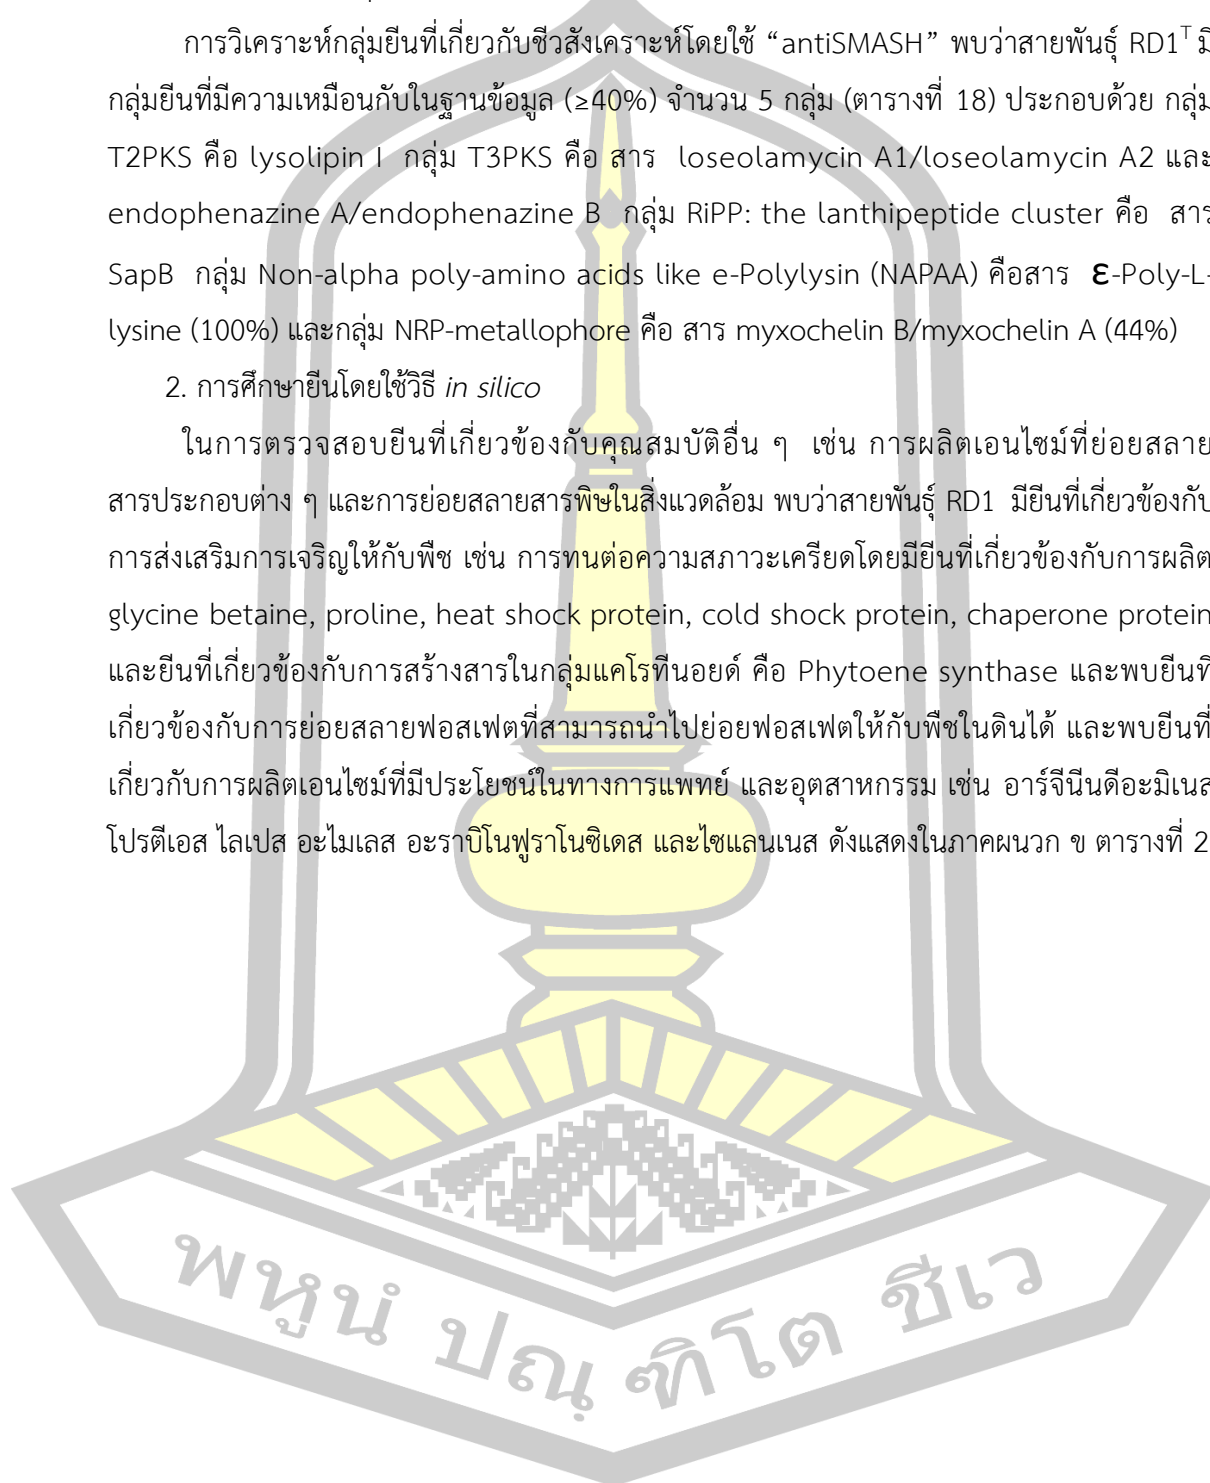 การวิเคราะห์กลุ่มยีนที่เกี่ยวกับชีวสังเคราะห์โดยใช้ “antiSMASH” พบว่าสายพันธุ์ RD1ᵀ มี
กลุ่มยีนที่มีความเหมือนกับในฐานข้อมูล (≥40%) จำนวน 5 กลุ่ม (ตารางที่ 18) ประกอบด้วย กลุ่ม
T2PKS คือ lysolipin I กลุ่ม T3PKS คือ สาร loseolamycin A1/loseolamycin A2 และ
endophenazine A/endophenazine B กลุ่ม RiPP: the lanthipeptide cluster คือ สาร
SapB กลุ่ม Non-alpha poly-amino acids like e-Polylysin (NAPAA) คือสาร ε-Poly-L-
lysine (100%) และกลุ่ม NRP-metallophore คือ สาร myxochelin B/myxochelin A (44%)
2. การศึกษายีนโดยใช้วิธี in silico
ในการตรวจสอบยีนที่เกี่ยวข้องกับคุณสมบัติอื่น ๆ เช่น การผลิตเอนไซม์ที่ย่อยสลาย
สารประกอบต่าง ๆ และการย่อยสลายสารพิษในสิ่งแวดล้อม พบว่าสายพันธุ์ RD1 มียีนที่เกี่ยวข้องกับ
การส่งเสริมการเจริญให้กับพืช เช่น การทนต่อความสภาวะเครียดโดยมียีนที่เกี่ยวข้องกับการผลิต
glycine betaine, proline, heat shock protein, cold shock protein, chaperone protein
และยีนที่เกี่ยวข้องกับการสร้างสารในกลุ่มแคโรทีนอยด์ คือ Phytoene synthase และพบยีนที่
เกี่ยวข้องกับการย่อยสลายฟอสเฟตที่สามารถนำไปย่อยฟอสเฟตให้กับพืชในดินได้ และพบยีนที่
เกี่ยวกับการผลิตเอนไซม์ที่มีประโยชน์ในทางการแพทย์ และอุตสาหกรรม เช่น อาร์จีนีนดีอะมิเนส
โปรตีเอส ไลเปส อะไมเลส อะราบิโนฟูราโนซิเดส และไซแลนเนส ดังแสดงในภาคผนวก ข ตารางที่ 2
พหูนํ ปณฺฑิโต ชีเว